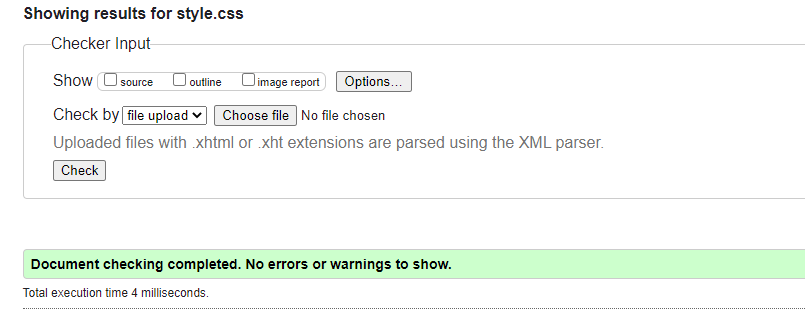 Showing results for style.css
Checker Input
Show source outline image report Options...
Check by file upload Choose file No file chosen
Uploaded files with .xhtml or .xht extensions are parsed using the XML parser.
Check
Document checking completed. No errors or warnings to show.
Total execution time 4 milliseconds.